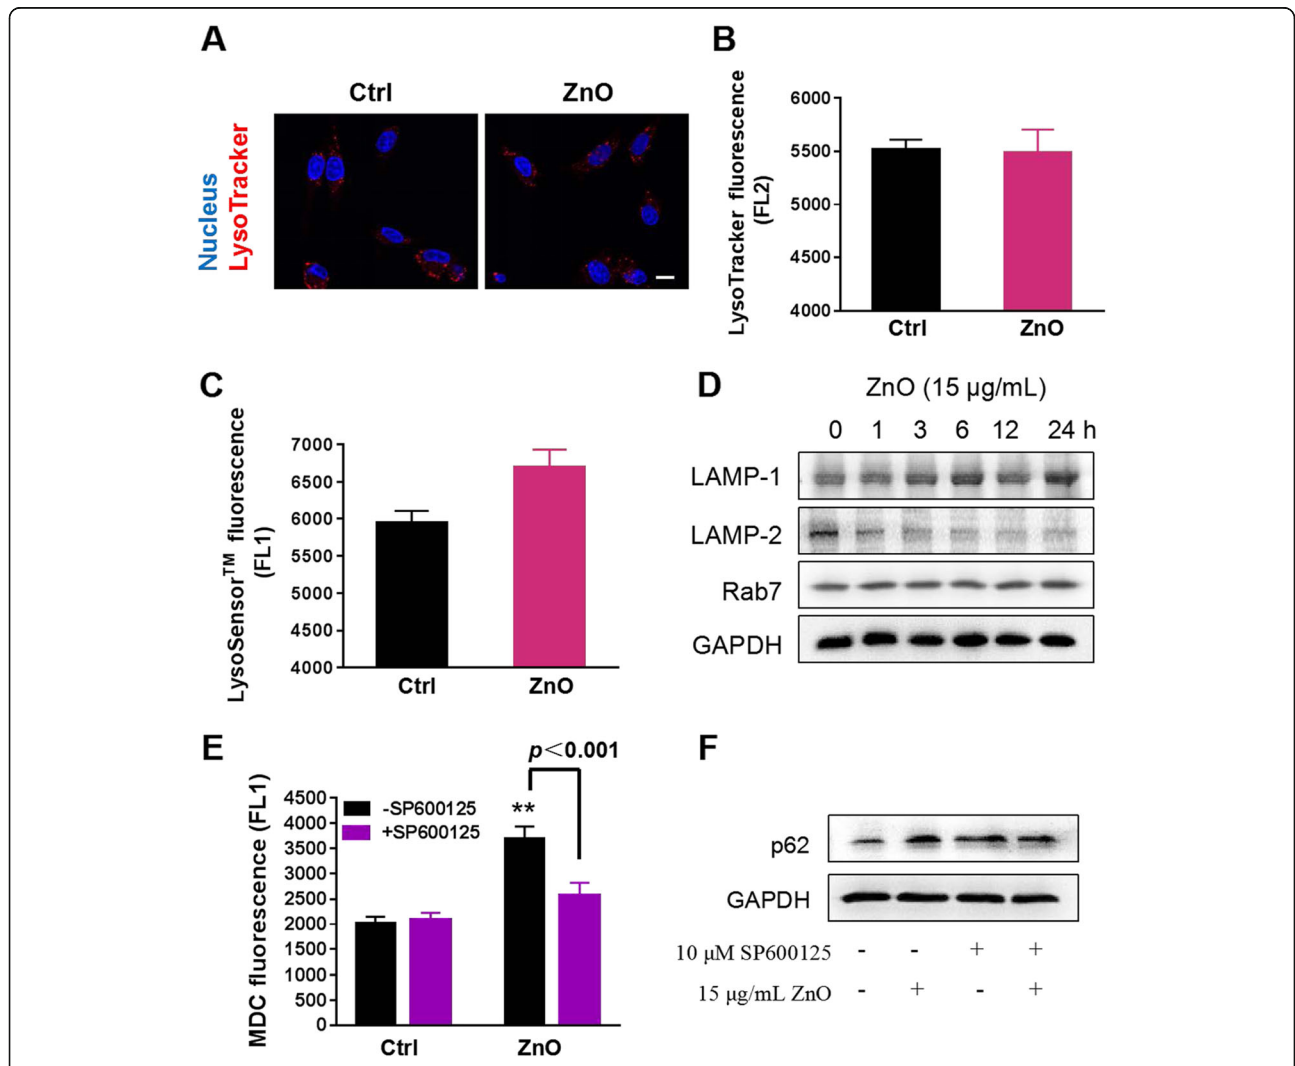 A
Ctrl ZnO
Nucleus
LysoTracker
B
LysoTracker fluorescence
(FL2)
6000
5500
5000
4500
4000
Ctrl ZnO
C
LysoSensor™ fluorescence
(FL1)
7000
6500
6000
5500
5000
4500
4000
Ctrl ZnO
D
ZnO (15 µg/mL)
0 1 3 6 12 24 h
LAMP-1
LAMP-2
Rab7
GAPDH
E
MDC fluorescence (FL1)
p<0.001
4500
4000
3500
3000
2500
2000
1500
1000
500
0
-SP600125
+SP600125
**
Ctrl ZnO
F
p62
GAPDH
10 µM SP600125 - - + +
15 µg/mL ZnO - + - +